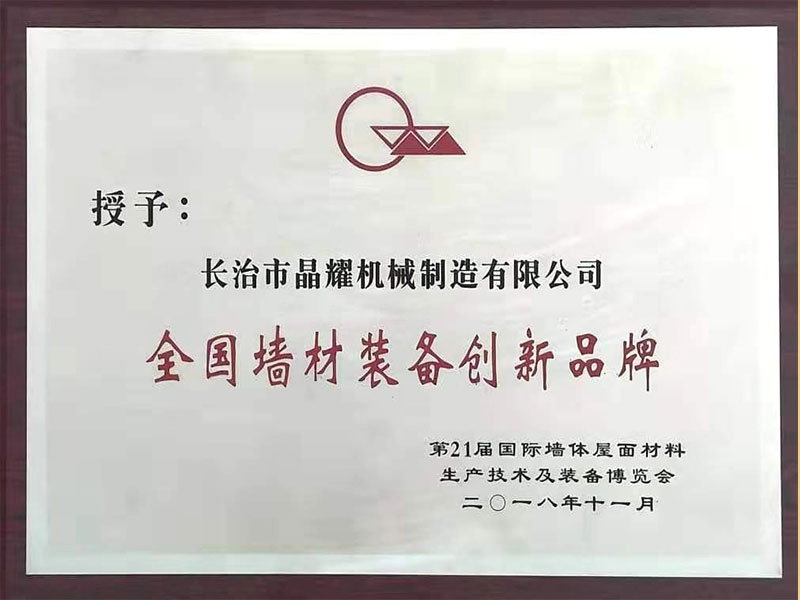 授予：
长治市晶耀机械制造有限公司
全国墙材装备创新品牌
第21届国际墙体屋面材料
生产技术及装备博览会
二〇一八年十一月